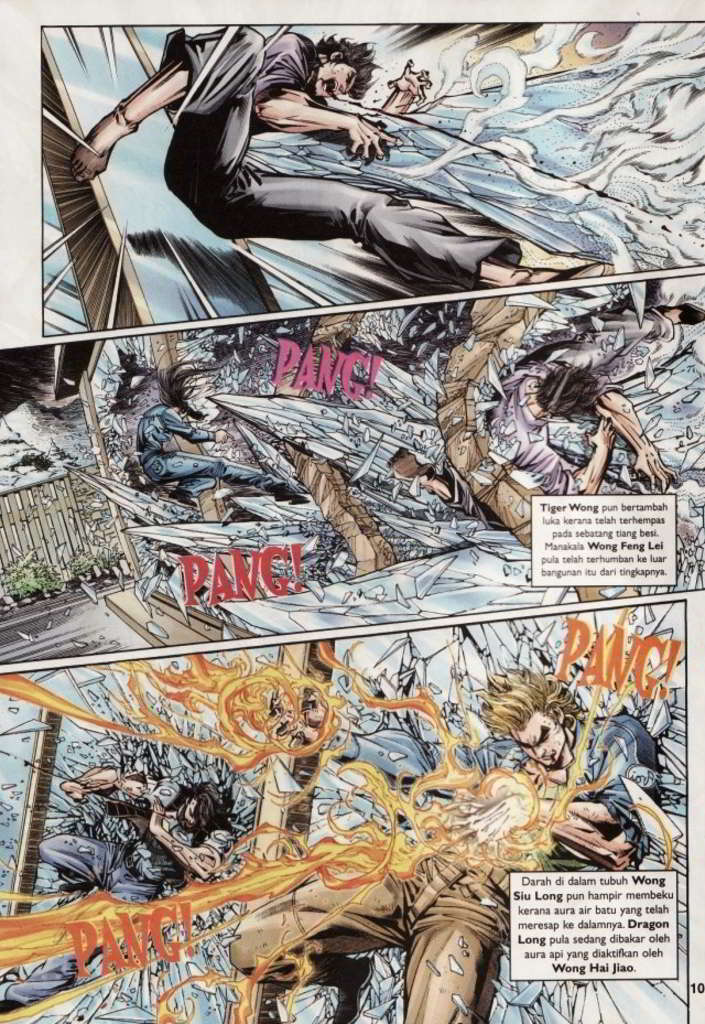 PANG!
Tiger Wong pun bertambah
luka kerana telah terhempas
pada sebatang tiang besi.
Manakala Wong Feng Lei
pula telah terhumban ke luar
bangunan itu dari tingkapnya.
PANG!
PANG!
Darah di dalam tubuh Wong
Siu Long pun hampir membeku
kerana aura air batu yang telah
meresap ke dalamnya. Dragon
Long pula sedang dibakar oleh
aura api yang diaktifkan oleh
Wong Hai Jiao.
PANG!
10